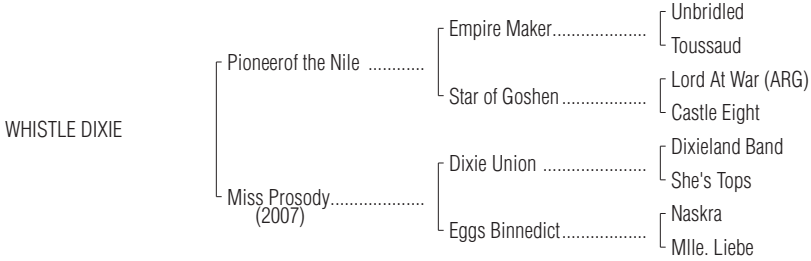 Unbridled
Empire Maker....................
Toussaud
Pioneerof the Nile ............
Lord At War (ARG)
Star of Goshen..................
Castle Eight
WHISTLE DIXIE
Dixieland Band
Dixie Union ......................
She's Tops
Miss Prosody....................
(2007)
Naskra
Eggs Binnedict..................
Mlle. Liebe